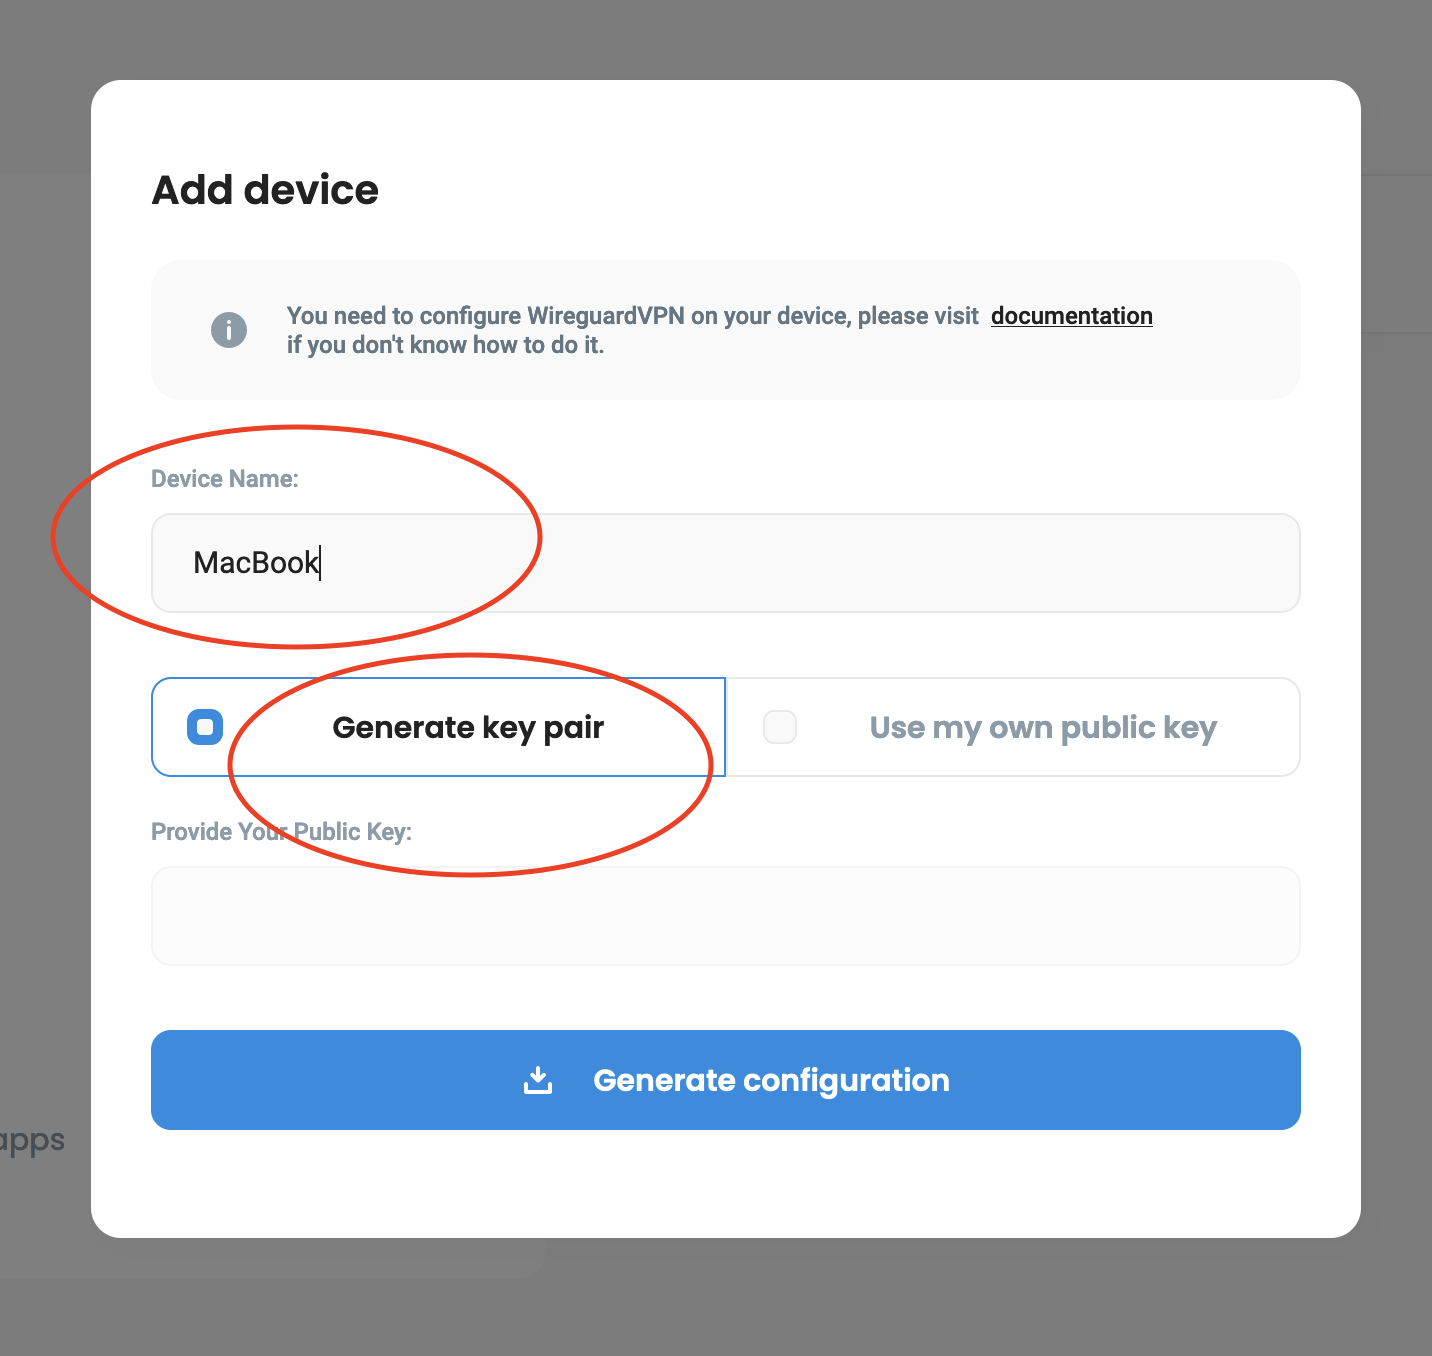 Add device
You need to configure WireguardVPN on your device, please visit documentation
if you don't know how to do it.
Device Name:
MacBook
Generate key pair
Use my own public key
Provide Your Public Key:
Generate configuration
apps